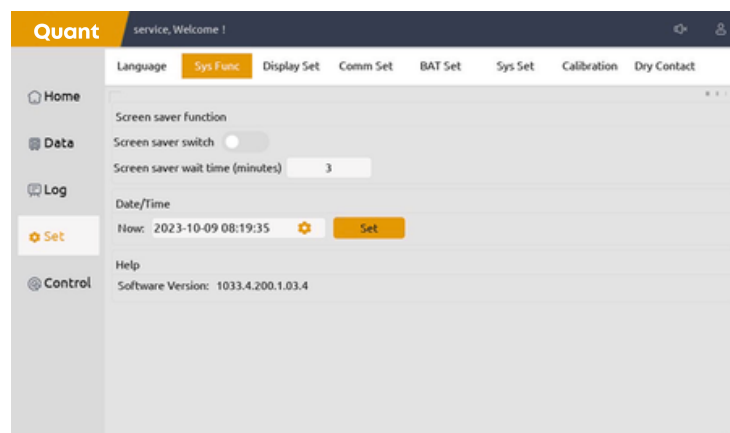 Quant
service, Welcome !
Language Sys Func Display Set Comm Set BAT Set Sys Set Calibration Dry Contact
Home
Data
Log
Set
Control
Screen saver function
Screen saver switch
Screen saver wait time (minutes) 3
Date/Time
Now: 2023-10-09 08:19:35 Set
Help
Software Version: 1033.4.200.1.03.4